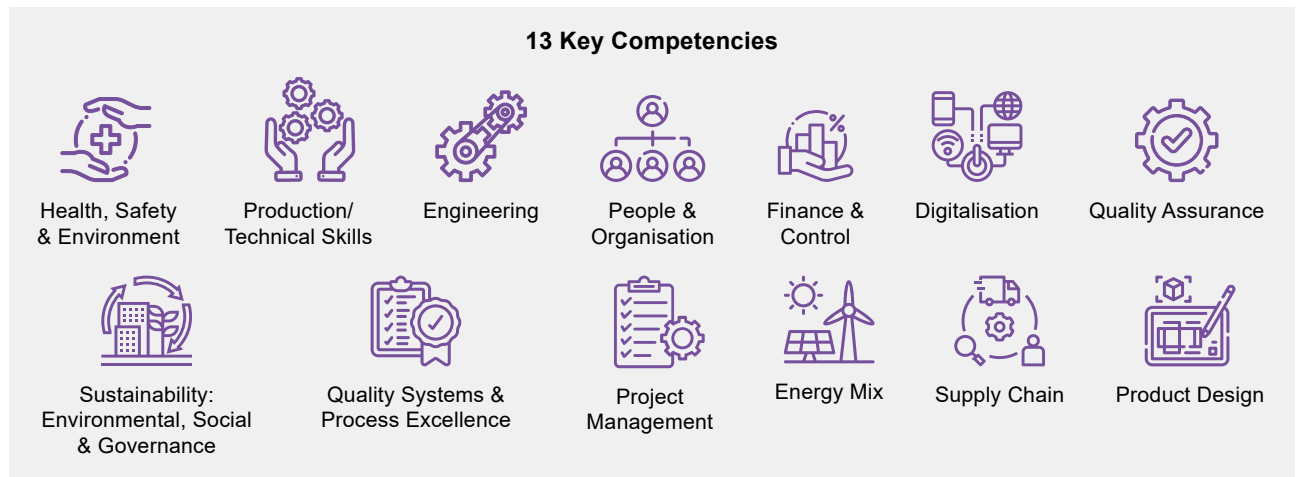 13 Key Competencies
Health, Safety
& Environment
Production/
Technical Skills
Engineering
People &
Organisation
Finance &
Control
Digitalisation
Quality Assurance
Sustainability:
Environmental, Social
& Governance
Quality Systems &
Process Excellence
Project
Management
Energy Mix
Supply Chain
Product Design